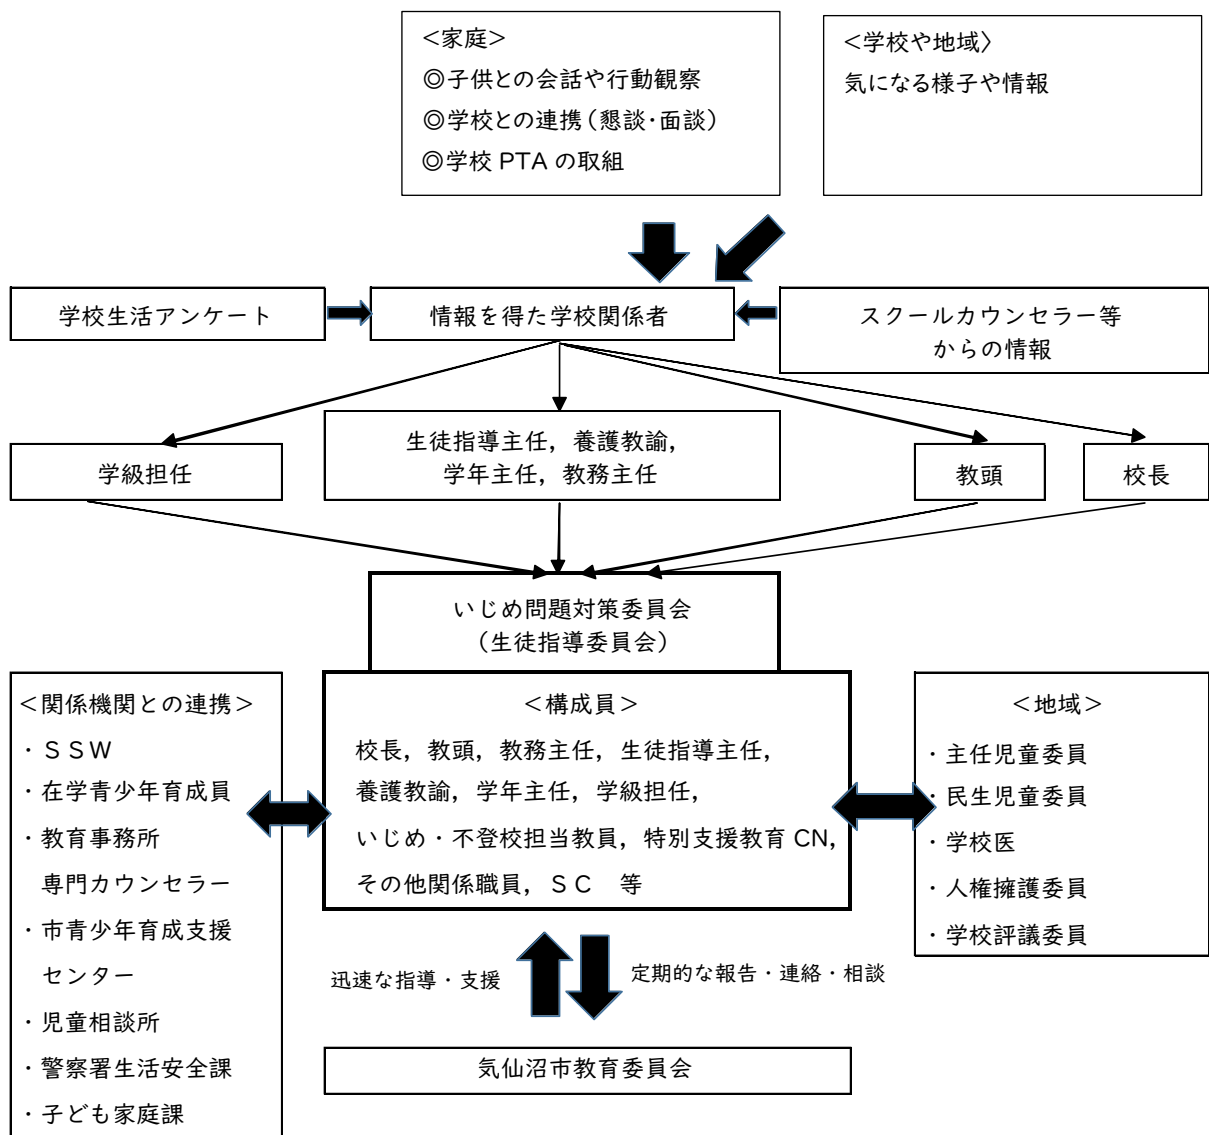 ＜家庭＞
◎子供との会話や行動観察
◎学校との連携（懇談・面談）
◎学校 PTA の取組
＜学校や地域〉
気になる様子や情報
学校生活アンケート
情報を得た学校関係者
スクールカウンセラー等
からの情報
学級担任
生徒指導主任，養護教諭，
学年主任，教務主任
教頭
校長
いじめ問題対策委員会
（生徒指導委員会）
＜関係機関との連携＞
・ＳＳＷ
・在学青少年育成員
・教育事務所
専門カウンセラー
・市青少年育成支援
センター
・児童相談所
・警察署生活安全課
・子ども家庭課
＜構成員＞
校長，教頭，教務主任，生徒指導主任，
養護教諭，学年主任，学級担任，
いじめ・不登校担当教員，特別支援教育 CN，
その他関係職員，ＳＣ　等
＜地域＞
・主任児童委員
・民生児童委員
・学校医
・人権擁護委員
・学校評議委員
迅速な指導・支援
定期的な報告・連絡・相談
気仙沼市教育委員会